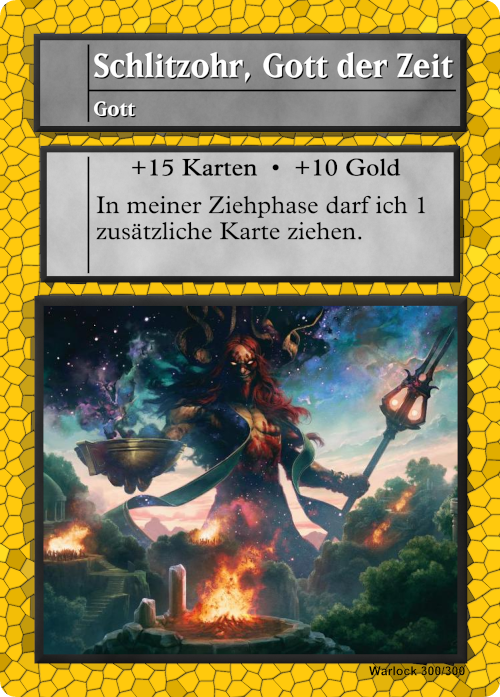 Schlitzohr, Gott der Zeit
Gott
+15 Karten • +10 Gold
In meiner Ziehphase darf ich 1
zusätzliche Karte ziehen.
Warlock 300/300